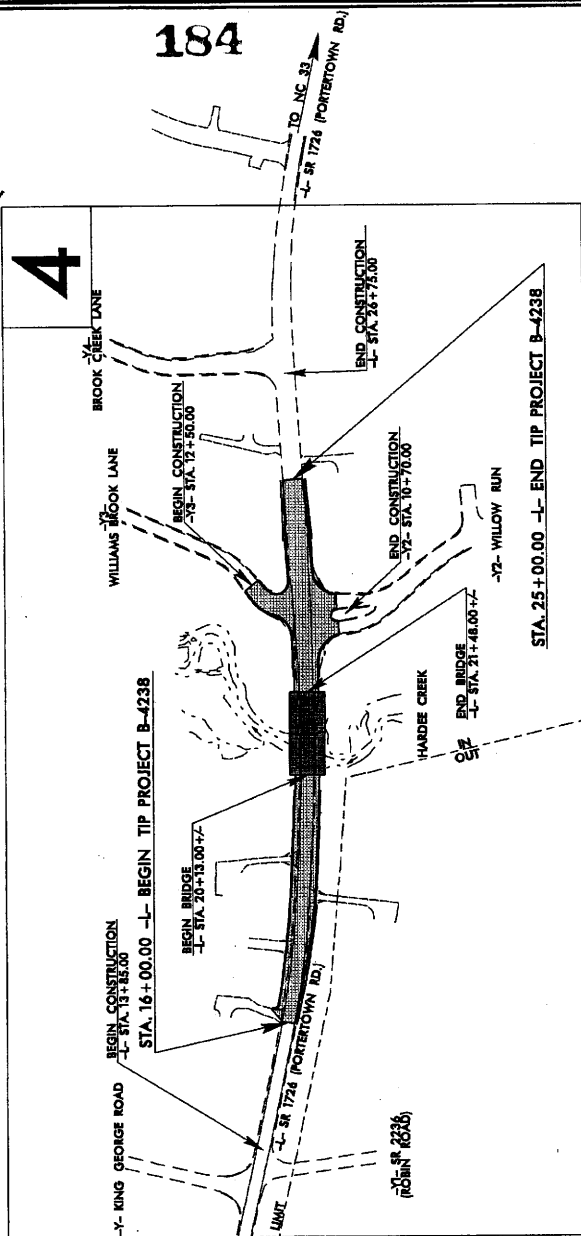 184
4
TO NC 33
-L- SR 1726 (PORTERTOWN RD.)
-Y4-
BROOK CREEK LANE
END CONSTRUCTION
-L- STA. 26+75.00
-Y3-
WILLIAMS BROOK LANE
BEGIN CONSTRUCTION
-Y3- STA. 12+50.00
END CONSTRUCTION
-Y2- STA. 10+70.00
-Y2- WILLOW RUN
STA. 25+00.00 -L- END TIP PROJECT B-4238
HARDEE CREEK
END BRIDGE
-L- STA. 21+48.00+/-
BEGIN BRIDGE
-L- STA. 20+13.00+/-
STA. 16+00.00 -L- BEGIN TIP PROJECT B-4238
BEGIN CONSTRUCTION
-L- STA. 13+85.00
-Y- KING GEORGE ROAD
-L- SR 1726 (PORTERTOWN RD.)
-Y1- SR 2236
(ROBIN ROAD)
LIMIT